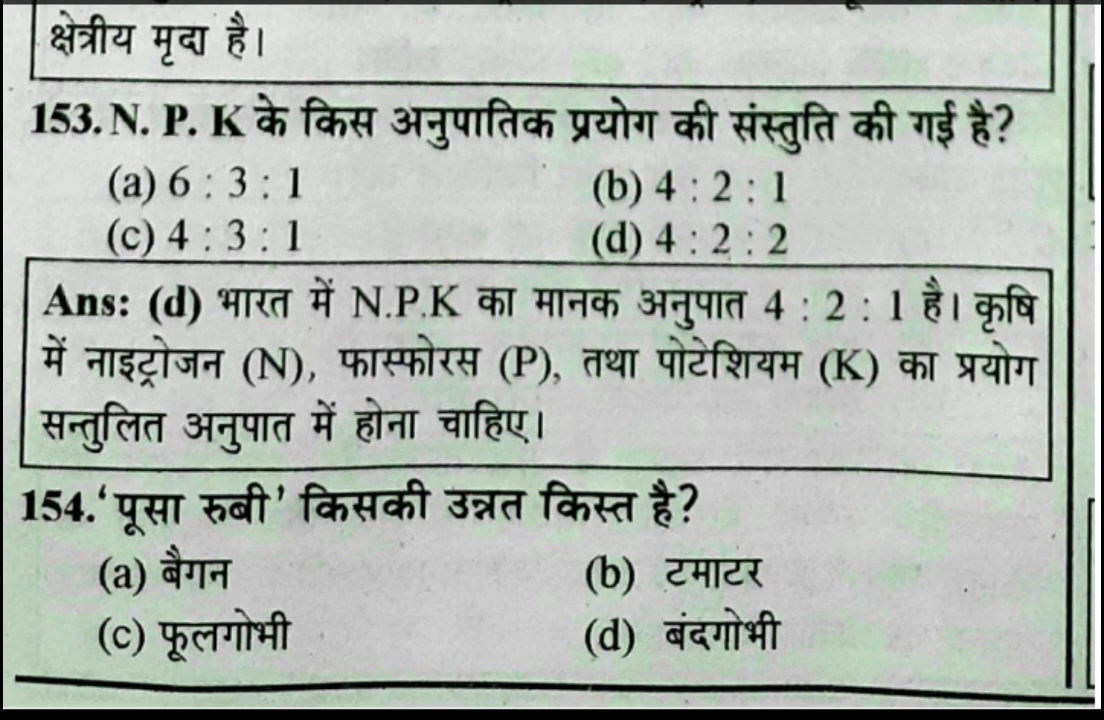 क्षेत्रीय मृदा है।
153. N. P. K के किस अनुपातिक प्रयोग की संस्तुति की गई है?
(a) 6 : 3 : 1 (b) 4 : 2 : 1
(c) 4 : 3 : 1 (d) 4 : 2 : 2
Ans: (d) भारत में N.P.K का मानक अनुपात 4 : 2 : 1 है। कृषि
में नाइट्रोजन (N), फास्फोरस (P), तथा पोटेशियम (K) का प्रयोग
सन्तुलित अनुपात में होना चाहिए।
154. ‘पूसा रुबी’ किसकी उन्नत किस्त है?
(a) बैगन (b) टमाटर
(c) फूलगोभी (d) बंदगोभी